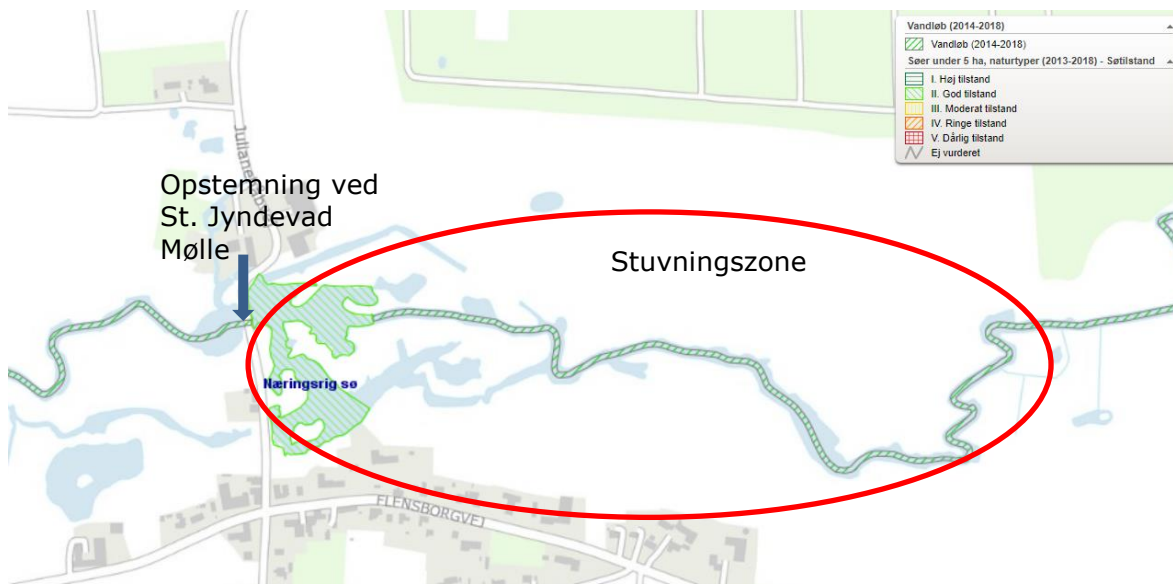 Vandløb (2014-2018)
Vandløb (2014-2018)
Søer under 5 ha, naturtyper (2013-2018) - Søtilstand
I. Høj tilstand
II. God tilstand
III. Moderat tilstand
IV. Ringe tilstand
V. Dårlig tilstand
Ej vurderet
Opstemning ved
St. Jyndevad
Mølle
Stuvningszone
Næringsrig sø
FLENSBORGVEJ